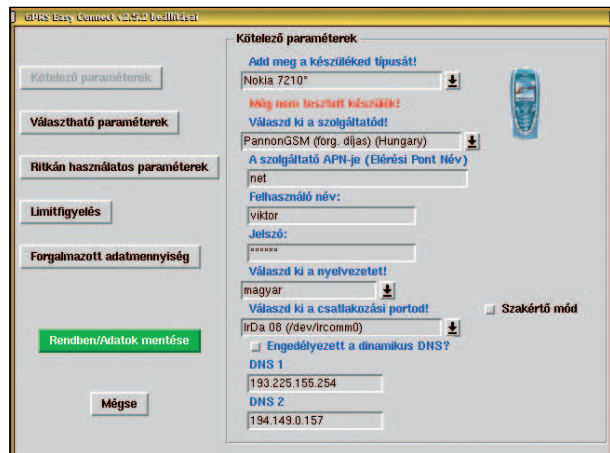 GPRS Easy Connect v2.5.2 beállításai
Kötelező paraméterek
Választható paraméterek
Ritkán használatos paraméterek
Limitfigyelés
Forgalmazott adatmennyiség
Rendben/Adatok mentése
Mégse
Kötelező paraméterek
Add meg a készüléked típusát!
Nokia 7210*
Még nem tesztelt készülék!
Válaszd ki a szolgáltatód!
PannonGSM (forg. díjas) (Hungary)
A szolgáltató APN-je (Elérési Pont Név)
net
Felhasználó név:
viktor
Jelszó:
******
Válaszd ki a nyelvezetet!
magyar
Válaszd ki a csatlakozási portod!
IrDa 08 (/dev/ircomm0)
Szakértő mód
Engedélyezett a dinamikus DNS?
DNS 1
193.225.155.254
DNS 2
194.149.0.157